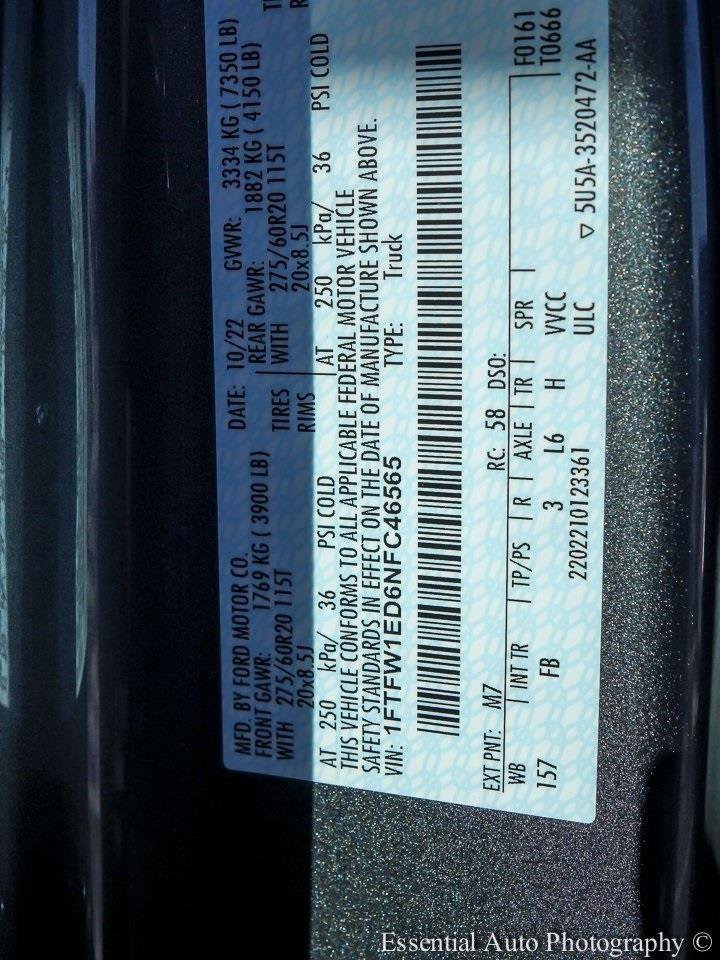 MFD. BY FORD MOTOR CO.
DATE: 10/22
GVWR: 3334 KG ( 7350 LB)
FRONT GAWR: 1769 KG ( 3900 LB)
REAR GAWR: 1882 KG ( 4150 LB)
WITH 275/60R20 115T
TIRES
WITH 275/60R20 115T
20x8.5J
RIMS
20x8.5J
AT 250 kPa/ 36 PSI COLD
AT 250 kPa/ 36 PSI COLD
THIS VEHICLE CONFORMS TO ALL APPLICABLE FEDERAL MOTOR VEHICLE
SAFETY STANDARDS IN EFFECT ON THE DATE OF MANUFACTURE SHOWN ABOVE.
VIN: 1FTFW1ED6NFC46565 TYPE: Truck
EXT PNT: M7 RC: 58 DSO: F0161
WB INT TR TP/PS R AXLE TR SPR T0666
157 FB 3 L6 H VVCC
2202210123361 ULC
▽ 5U5A-3520472-AA
Essential Auto Photography ©